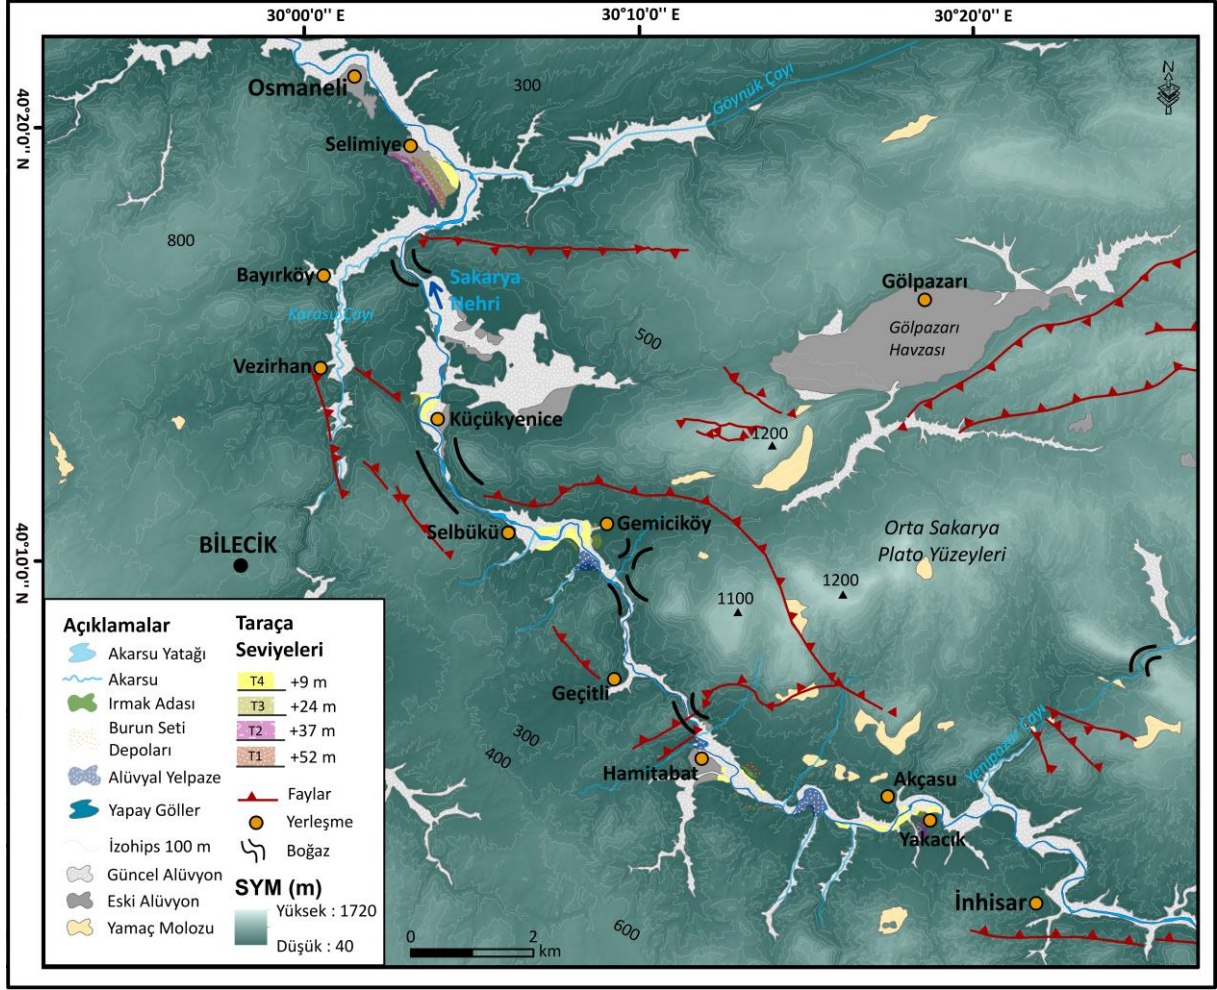 30°00'0'' E
30°10'0'' E
30°20'0'' E
40°20'0'' N
40°10'0'' N
N
Osmaneli
300
Göynük Çayı
Selimiye
800
Bayırköy
Sakarya
Nehri
Karasu Çayı
Gölpazarı
Gölpazarı
Havzası
500
Vezirhan
Küçükyenice
1200
Selbükü
Gemiciköy
Orta Sakarya
Plato Yüzeyleri
BİLECİK
1200
1100
Geçitli
300
400
Hamitabat
Akçasu
Yenipazar Çayı
Yakacık
İnhisar
600
Açıklamalar
Akarsu Yatağı
Akarsu
Irmak Adası
Burun Seti
Depoları
Alüvyal Yelpaze
Yapay Göller
İzohips 100 m
Güncel Alüvyon
Eski Alüvyon
Yamaç Molozu
Taraça
Seviyeleri
T4 +9 m
T3 +24 m
T2 +37 m
T1 +52 m
Faylar
Yerleşme
Boğaz
SYM (m)
Yüksek : 1720
Düşük : 40
0 2
km